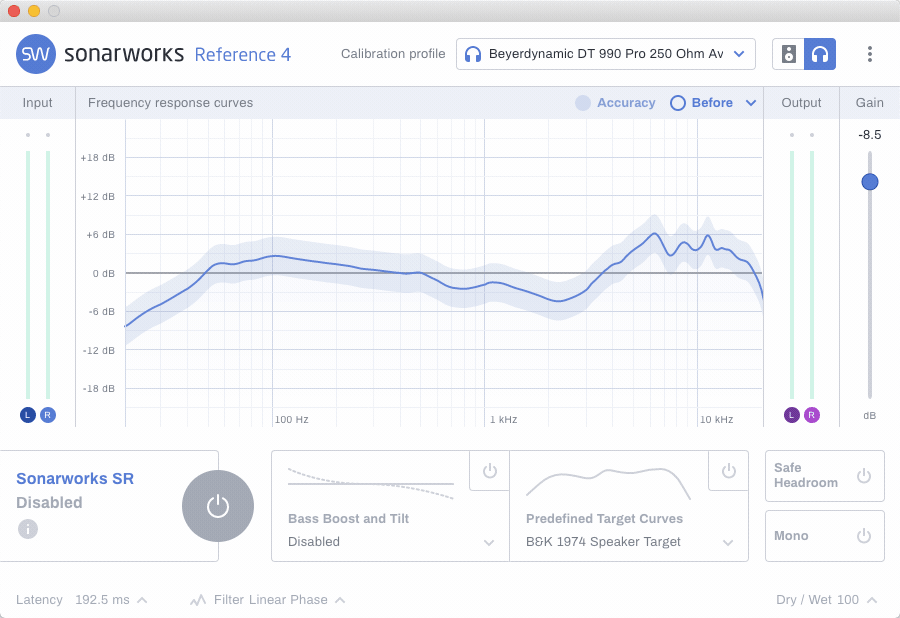 SW sonarworks Reference 4 Calibration profile Beyerdynamic DT 990 Pro 250 Ohm Av
Input Frequency response curves Accuracy Before Output Gain
-8.5
+18 dB
+12 dB
+6 dB
0 dB
-6 dB
-12 dB
-18 dB
100 Hz 1 kHz 10 kHz
L R L R dB
Sonarworks SR
Disabled
i
Bass Boost and Tilt
Disabled
Predefined Target Curves
B&K 1974 Speaker Target
Safe
Headroom
Mono
Latency 192.5 ms Filter Linear Phase Dry / Wet 100